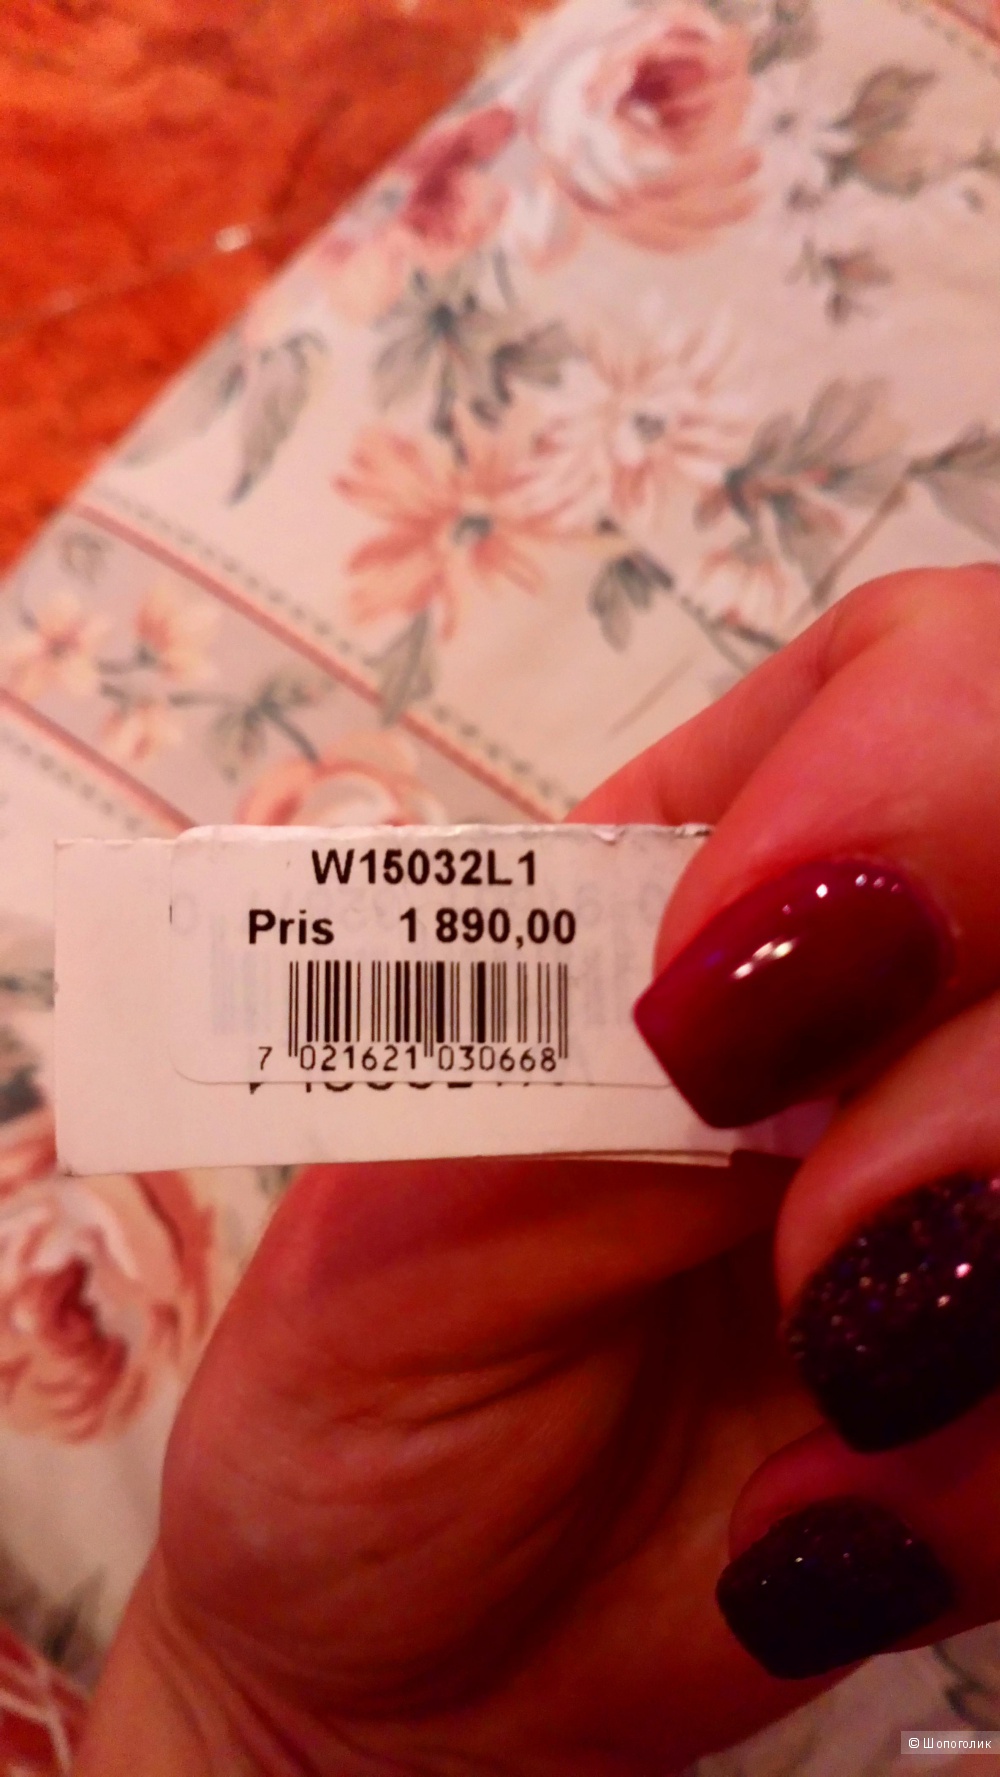 W15032L1
Pris 1 890,00
7 021621 030668
© Шопоголик